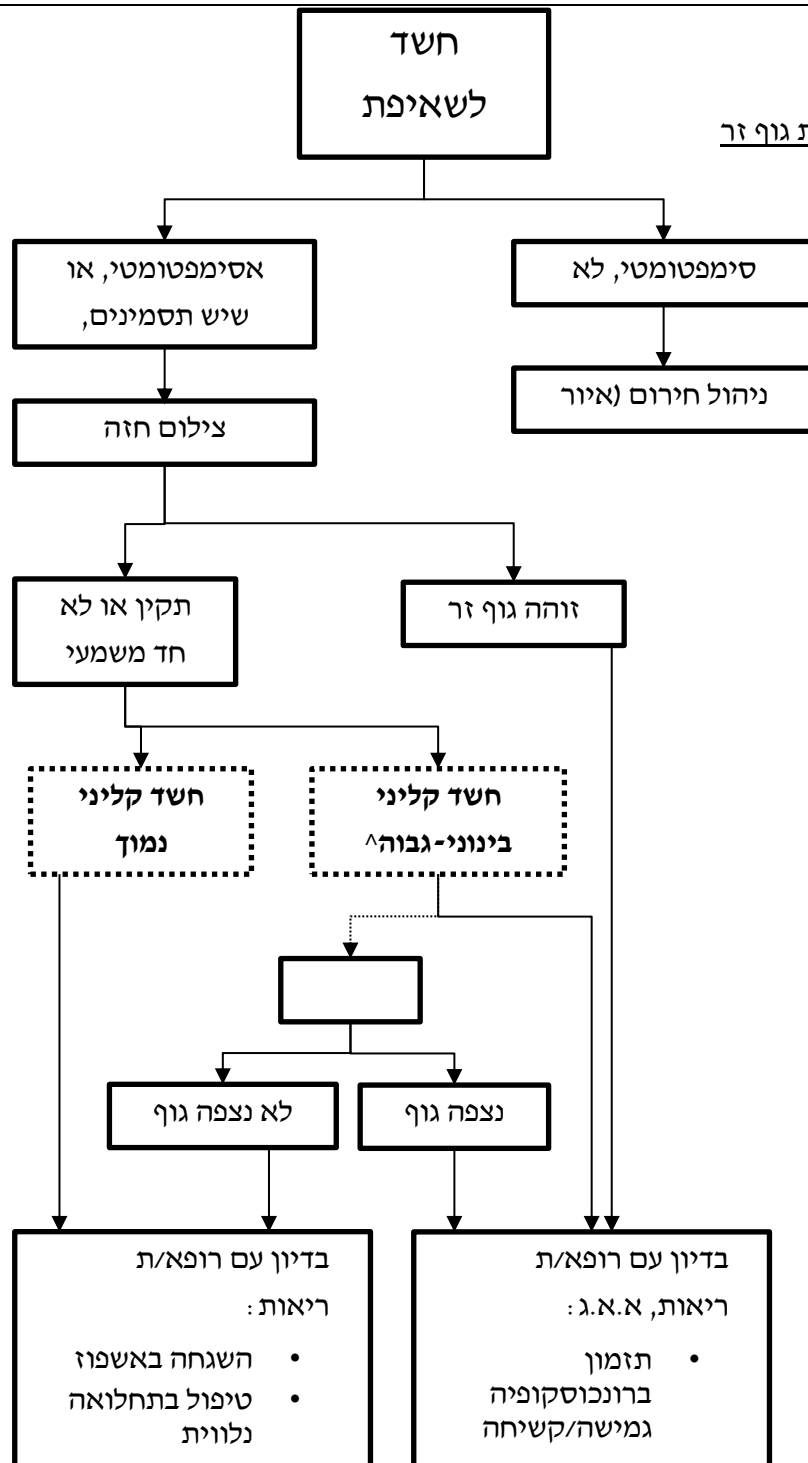 חשד
לשאיפת
ת גוף זר
סימפטומטי, לא
אסימפטומטי, או
שיש תסמינים,
ניהול חירום (איור
צילום חזה
זוהה גוף זר
תקין או לא
חד משמעי
חשד קליני
בינוני-גבוה^
חשד קליני
נמוך
נצפה גוף
לא נצפה גוף
בדיון עם רופא/ת
ריאות, א.א.ג:
• תזמון
ברונכוסקופיה
גמישה/קשיחה
בדיון עם רופא/ת
ריאות:
• השגחה באשפוז
• טיפול בתחלואה
נלווית